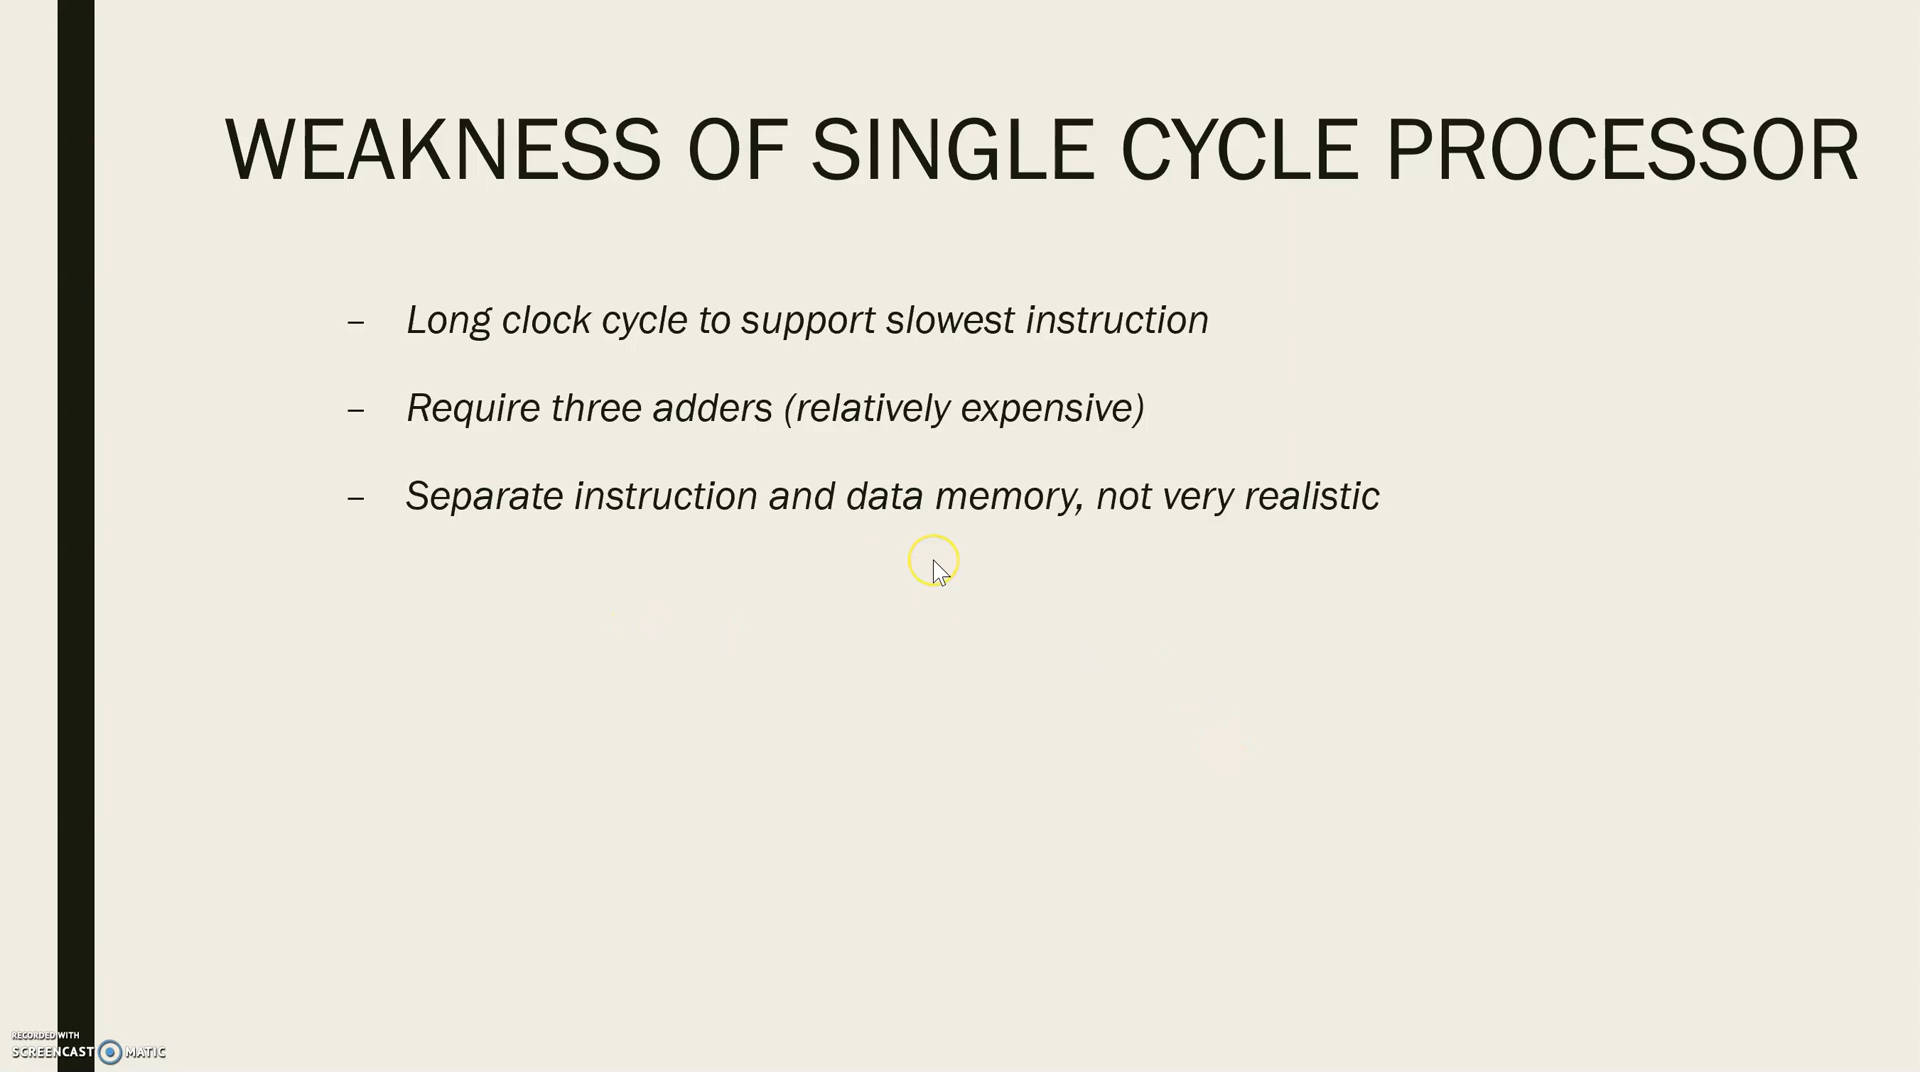 WEAKNESS OF SINGLE CYCLE PROCESSOR
– Long clock cycle to support slowest instruction
– Require three adders (relatively expensive)
– Separate instruction and data memory, not very realistic
RECORDED WITH
SCREENCAST MATIC